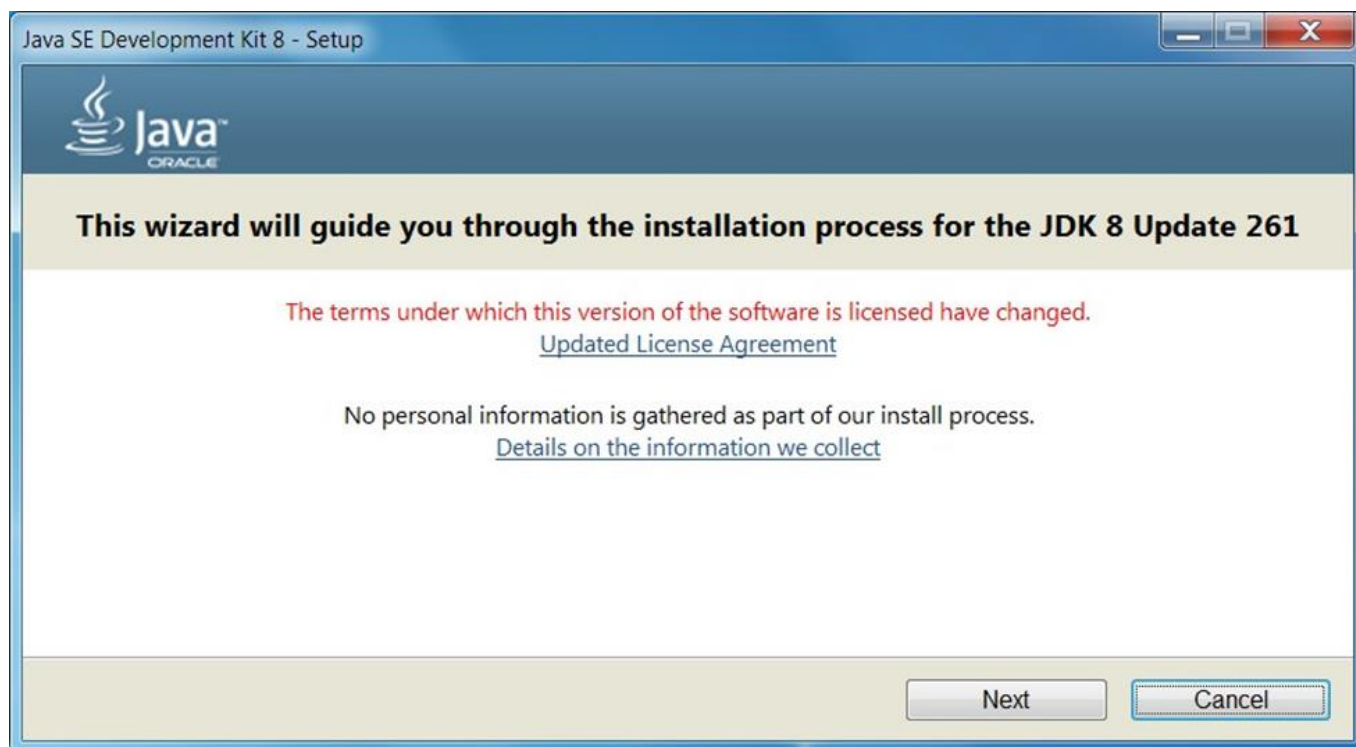 Java SE Development Kit 8 - Setup
Java™
ORACLE
This wizard will guide you through the installation process for the JDK 8 Update 261
The terms under which this version of the software is licensed have changed.
Updated License Agreement
No personal information is gathered as part of our install process.
Details on the information we collect
Next Cancel